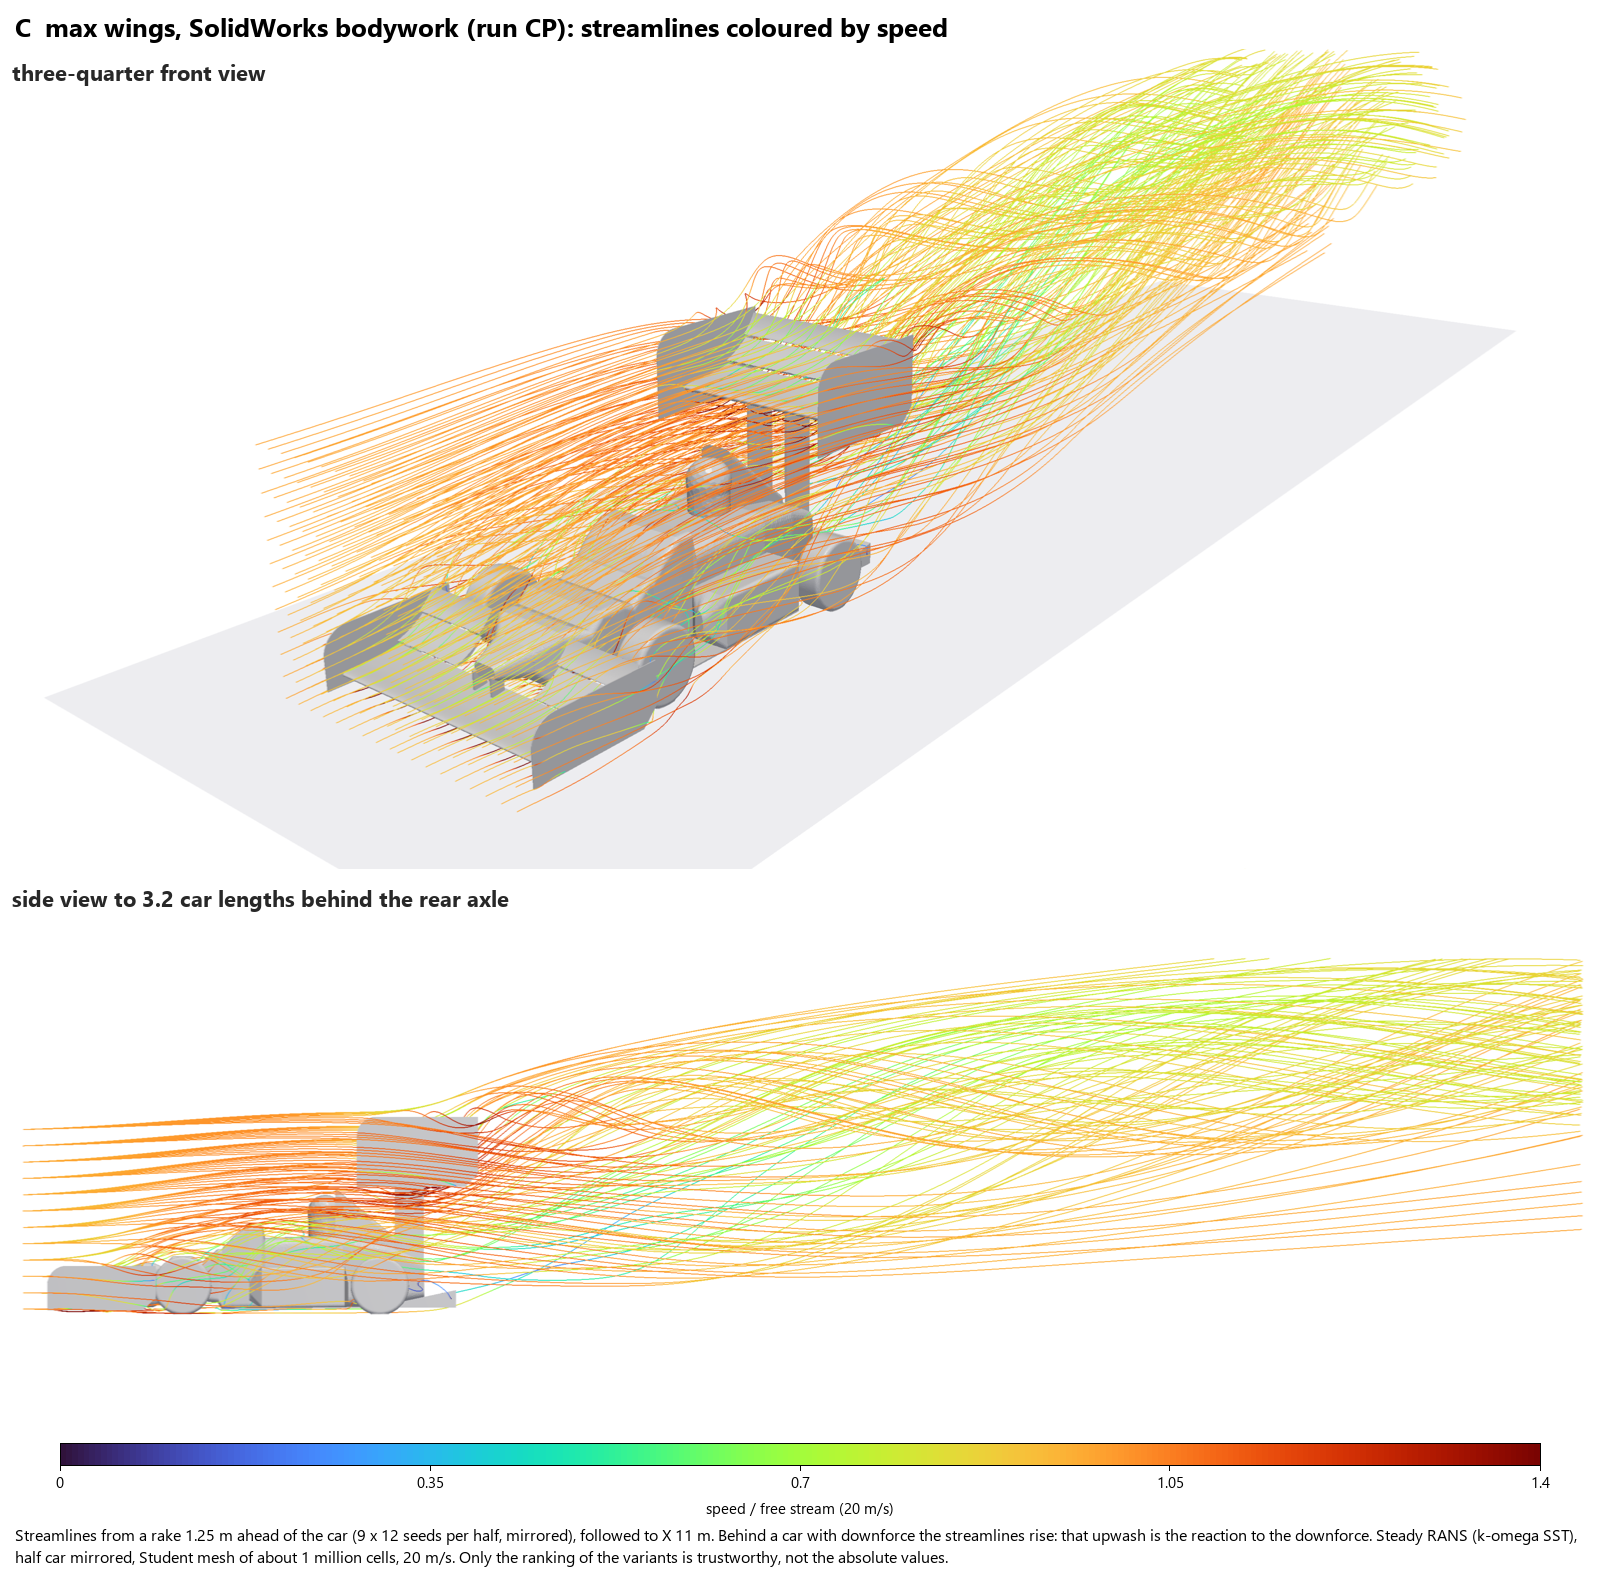 C  max wings, SolidWorks bodywork (run CP): streamlines coloured by speed
three-quarter front view
side view to 3.2 car lengths behind the rear axle
0 0.35 0.7 1.05 1.4
speed / free stream (20 m/s)
Streamlines from a rake 1.25 m ahead of the car (9 x 12 seeds per half, mirrored), followed to X 11 m. Behind a car with downforce the streamlines rise: that upwash is the reaction to the downforce. Steady RANS (k-omega SST),
half car mirrored, Student mesh of about 1 million cells, 20 m/s. Only the ranking of the variants is trustworthy, not the absolute values.